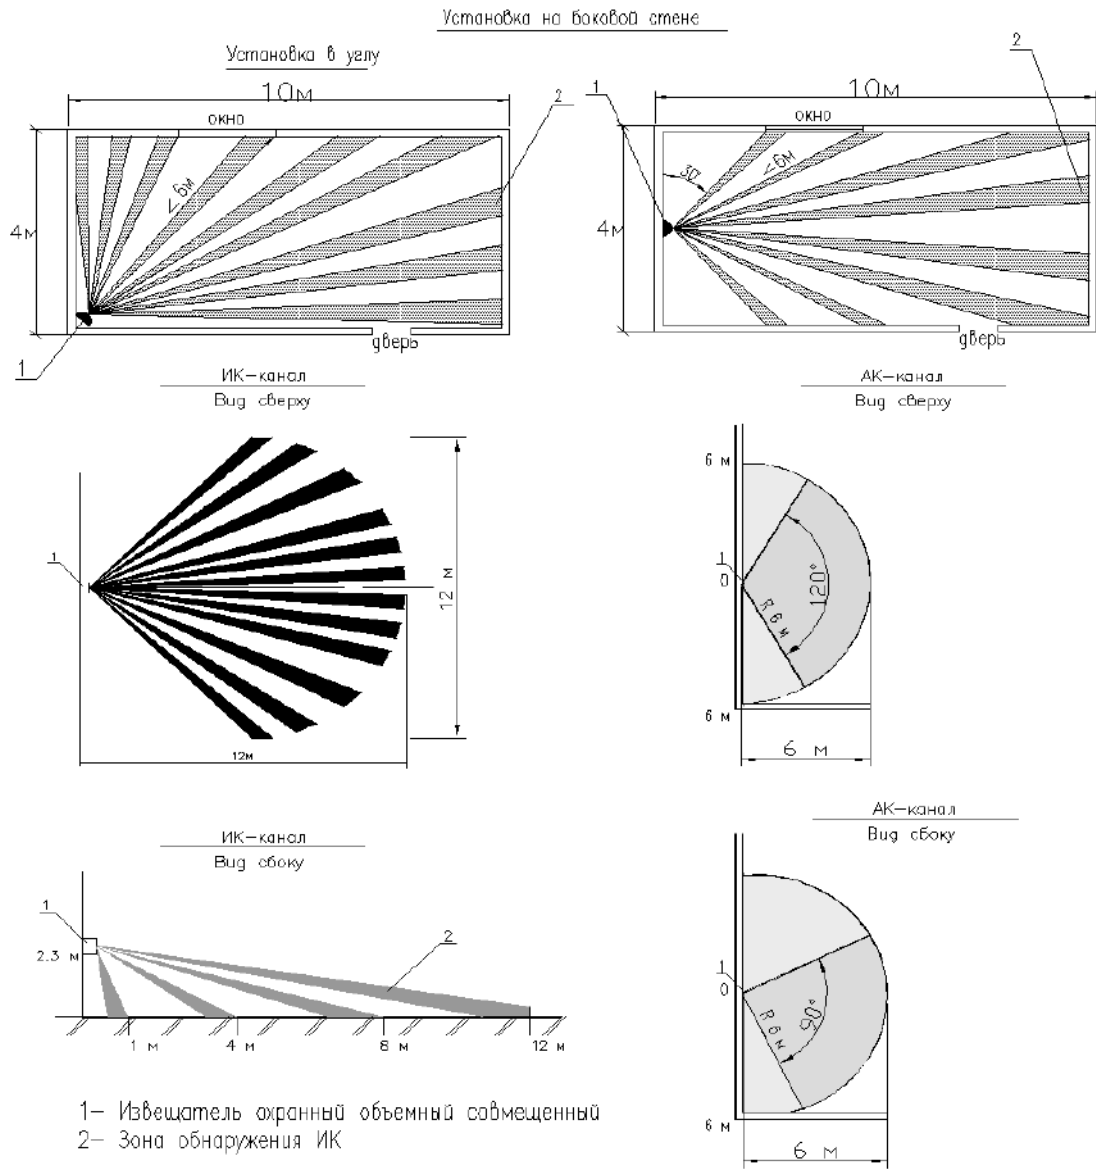 Установка на боковой стене
Установка в углу
2
1
2
10м
10м
окно
окно
<6м
30
<6м
4м
4м
дверь
дверь
1
ИК-канал
Вид сверху
АК-канал
Вид сверху
6 м
1
1
0
120°
R 6 м
12 м
6 м
12м
6 м
ИК-канал
Вид сбоку
АК-канал
Вид сбоку
1
2
2.3 м
1
0
90°
R 6м
1 м
4 м
8 м
12 м
1- Извещатель охранный объемный совмещенный
2- Зона обнаружения ИК
6 м
6 м